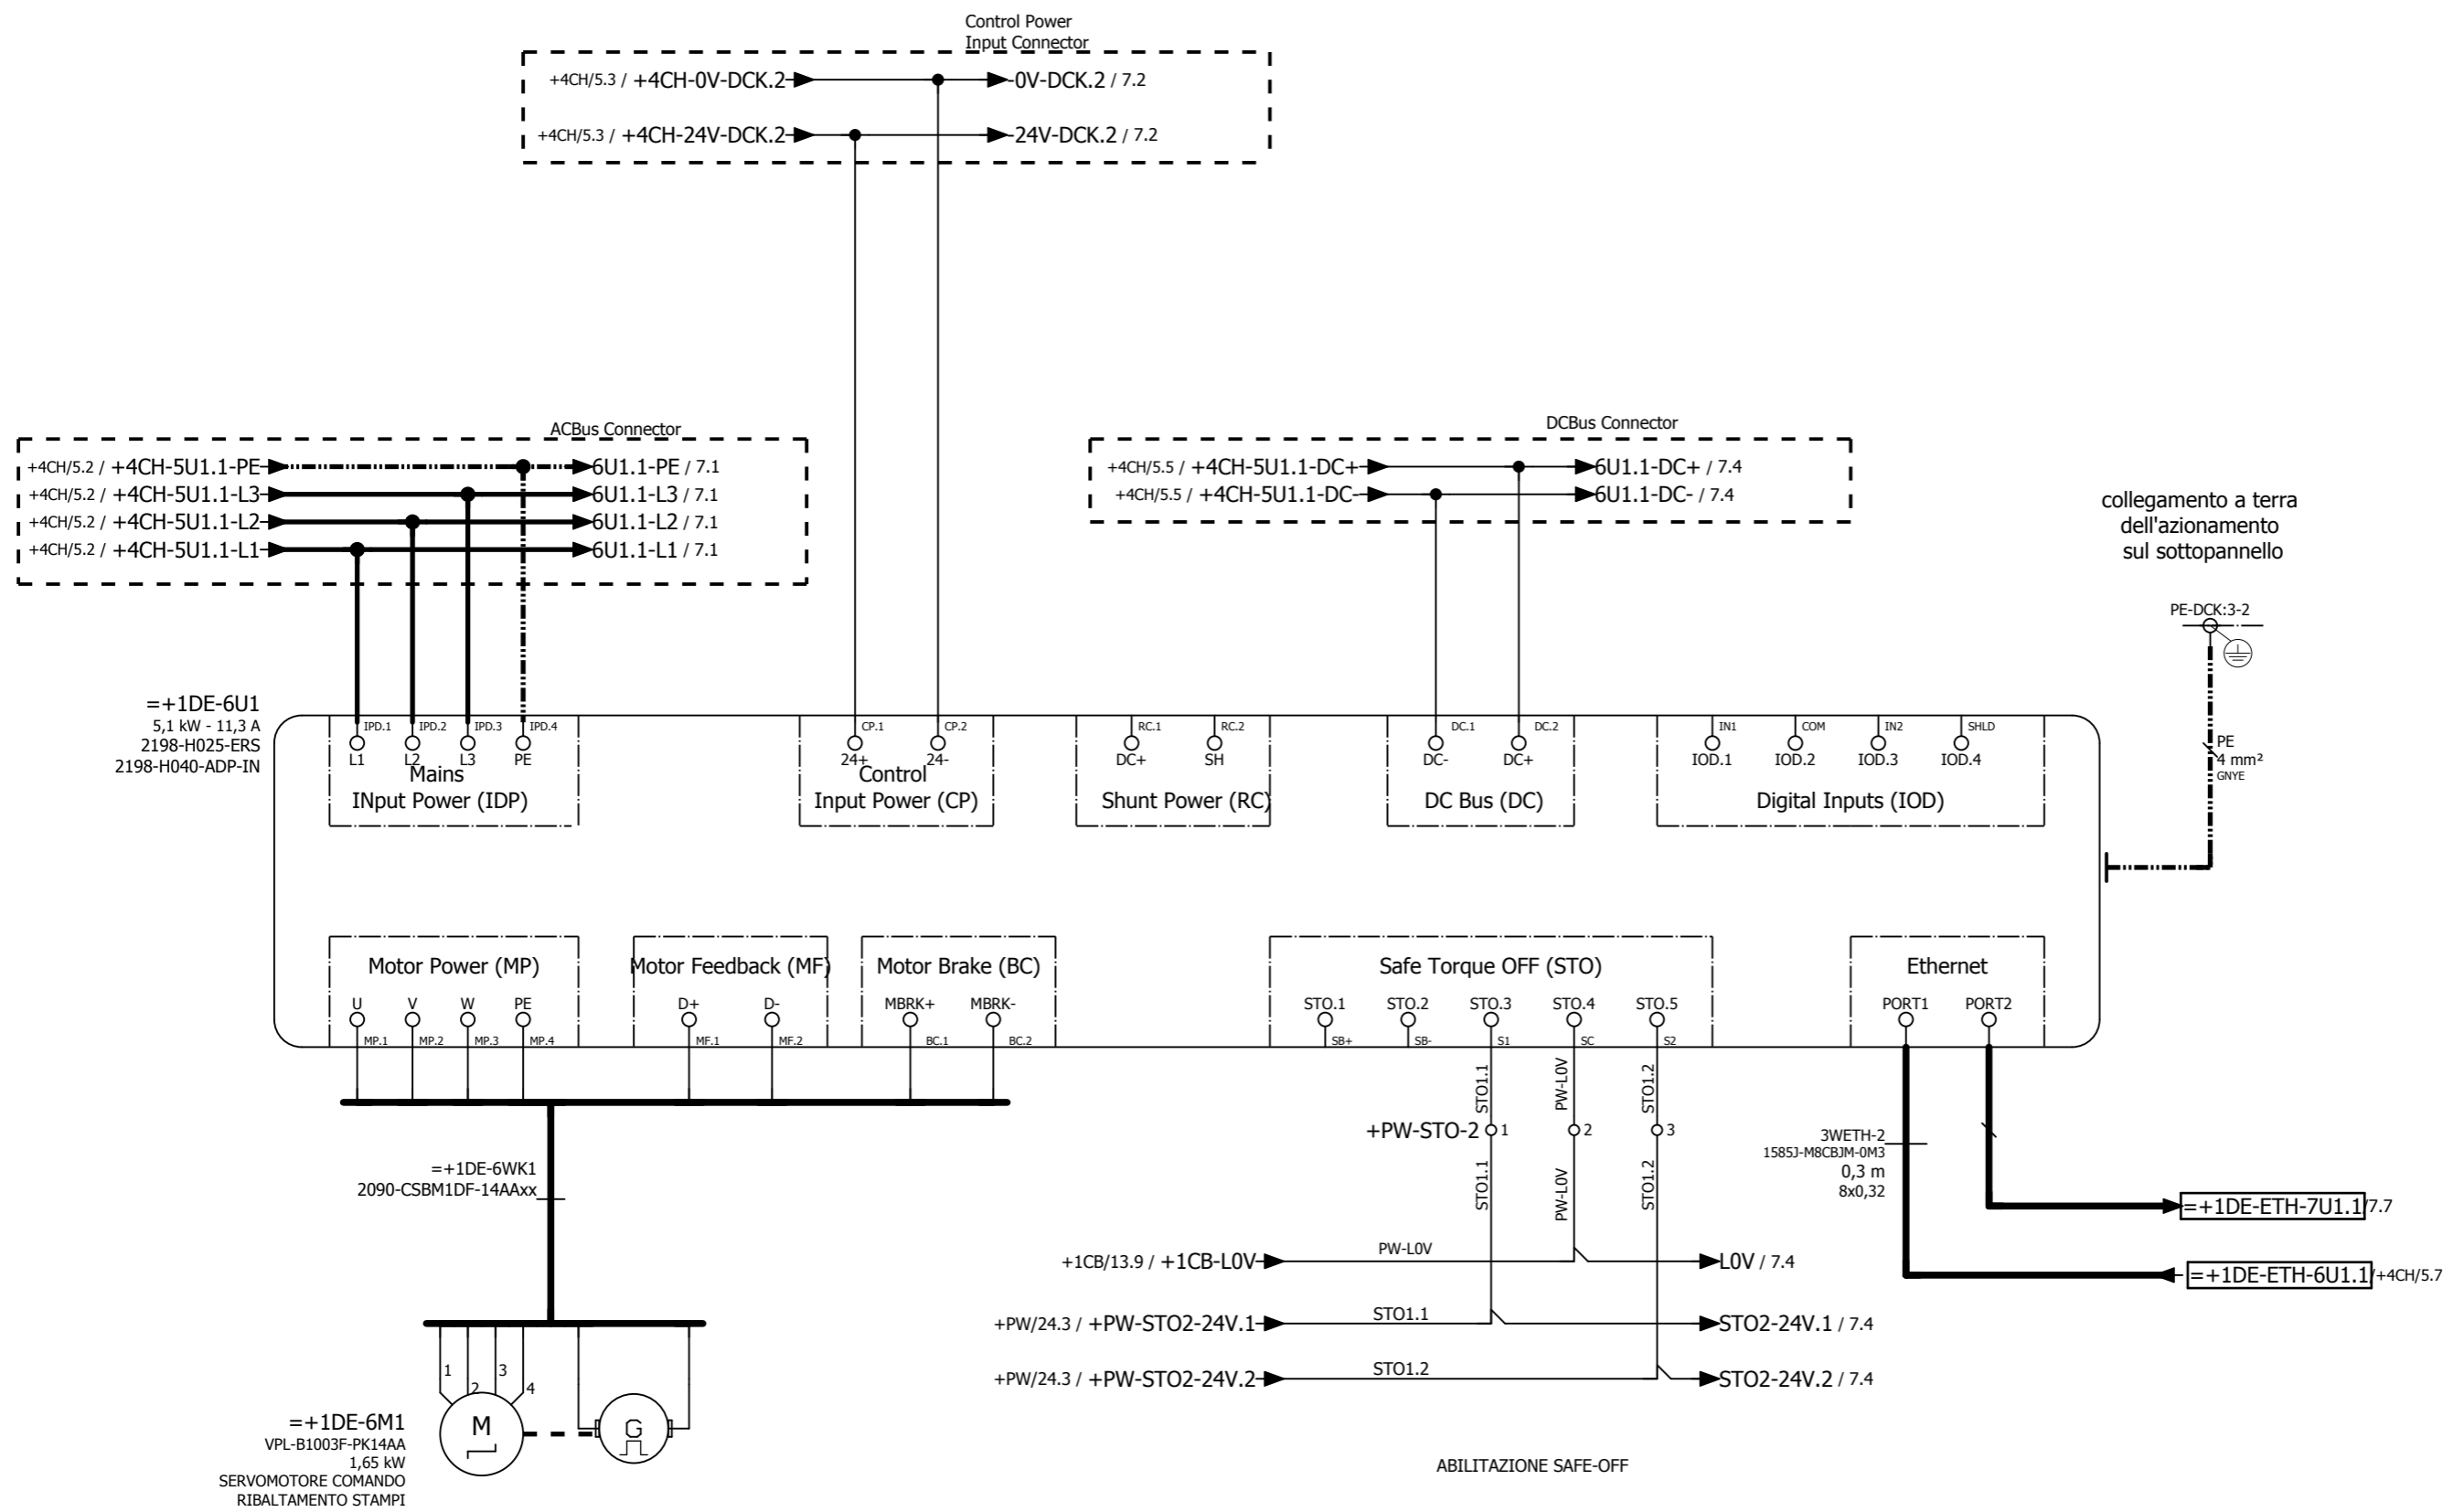 Control Power
Input Connector
+4CH/5.3 / +4CH-0V-DCK.2
-0V-DCK.2 / 7.2
+4CH/5.3 / +4CH-24V-DCK.2
-24V-DCK.2 / 7.2
ACBus Connector
+4CH/5.2 / +4CH-5U1.1-PE
6U1.1-PE / 7.1
+4CH/5.2 / +4CH-5U1.1-L3
6U1.1-L3 / 7.1
+4CH/5.2 / +4CH-5U1.1-L2
6U1.1-L2 / 7.1
+4CH/5.2 / +4CH-5U1.1-L1
6U1.1-L1 / 7.1
DCBus Connector
+4CH/5.5 / +4CH-5U1.1-DC+
6U1.1-DC+ / 7.4
+4CH/5.5 / +4CH-5U1.1-DC-
6U1.1-DC- / 7.4
collegamento a terra
dell'azionamento
sul sottopannello
PE-DCK:3-2
PE
4 mm²
GNYE
=+1DE-6U1
5,1 kW - 11,3 A
2198-H025-ERS
2198-H040-ADP-IN
IPD.1 IPD.2 IPD.3 IPD.4
L1 L2 L3 PE
Mains
INput Power (IDP)
CP.1 CP.2
24+ 24-
Control
Input Power (CP)
RC.1 RC.2
DC+ SH
Shunt Power (RC)
DC.1 DC.2
DC- DC+
DC Bus (DC)
IN1 COM IN2 SHLD
IOD.1 IOD.2 IOD.3 IOD.4
Digital Inputs (IOD)
Motor Power (MP)
U V W PE
MP.1 MP.2 MP.3 MP.4
Motor Feedback (MF)
D+ D-
MF.1 MF.2
Motor Brake (BC)
MBRK+ MBRK-
BC.1 BC.2
Safe Torque OFF (STO)
STO.1 STO.2 STO.3 STO.4 STO.5
SB+ SB- S1 SC S2
Ethernet
PORT1 PORT2
STO1.1 PW-L0V STO1.2
+PW-STO-2 1 2 3
STO1.1 PW-L0V STO1.2
3WETH-2
1585J-M8CBJM-0M3
0,3 m
8x0,32
=+1DE-ETH-7U1.1/7.7
=+1DE-ETH-6U1.1/+4CH/5.7
=+1DE-6WK1
2090-CSBM1DF-14AAxx
+1CB/13.9 / +1CB-L0V
PW-L0V
L0V / 7.4
+PW/24.3 / +PW-STO2-24V.1
STO1.1
STO2-24V.1 / 7.4
+PW/24.3 / +PW-STO2-24V.2
STO1.2
STO2-24V.2 / 7.4
1 2 3 4
M
G
=+1DE-6M1
VPL-B1003F-PK14AA
1,65 kW
SERVOMOTORE COMANDO
RIBALTAMENTO STAMPI
ABILITAZIONE SAFE-OFF